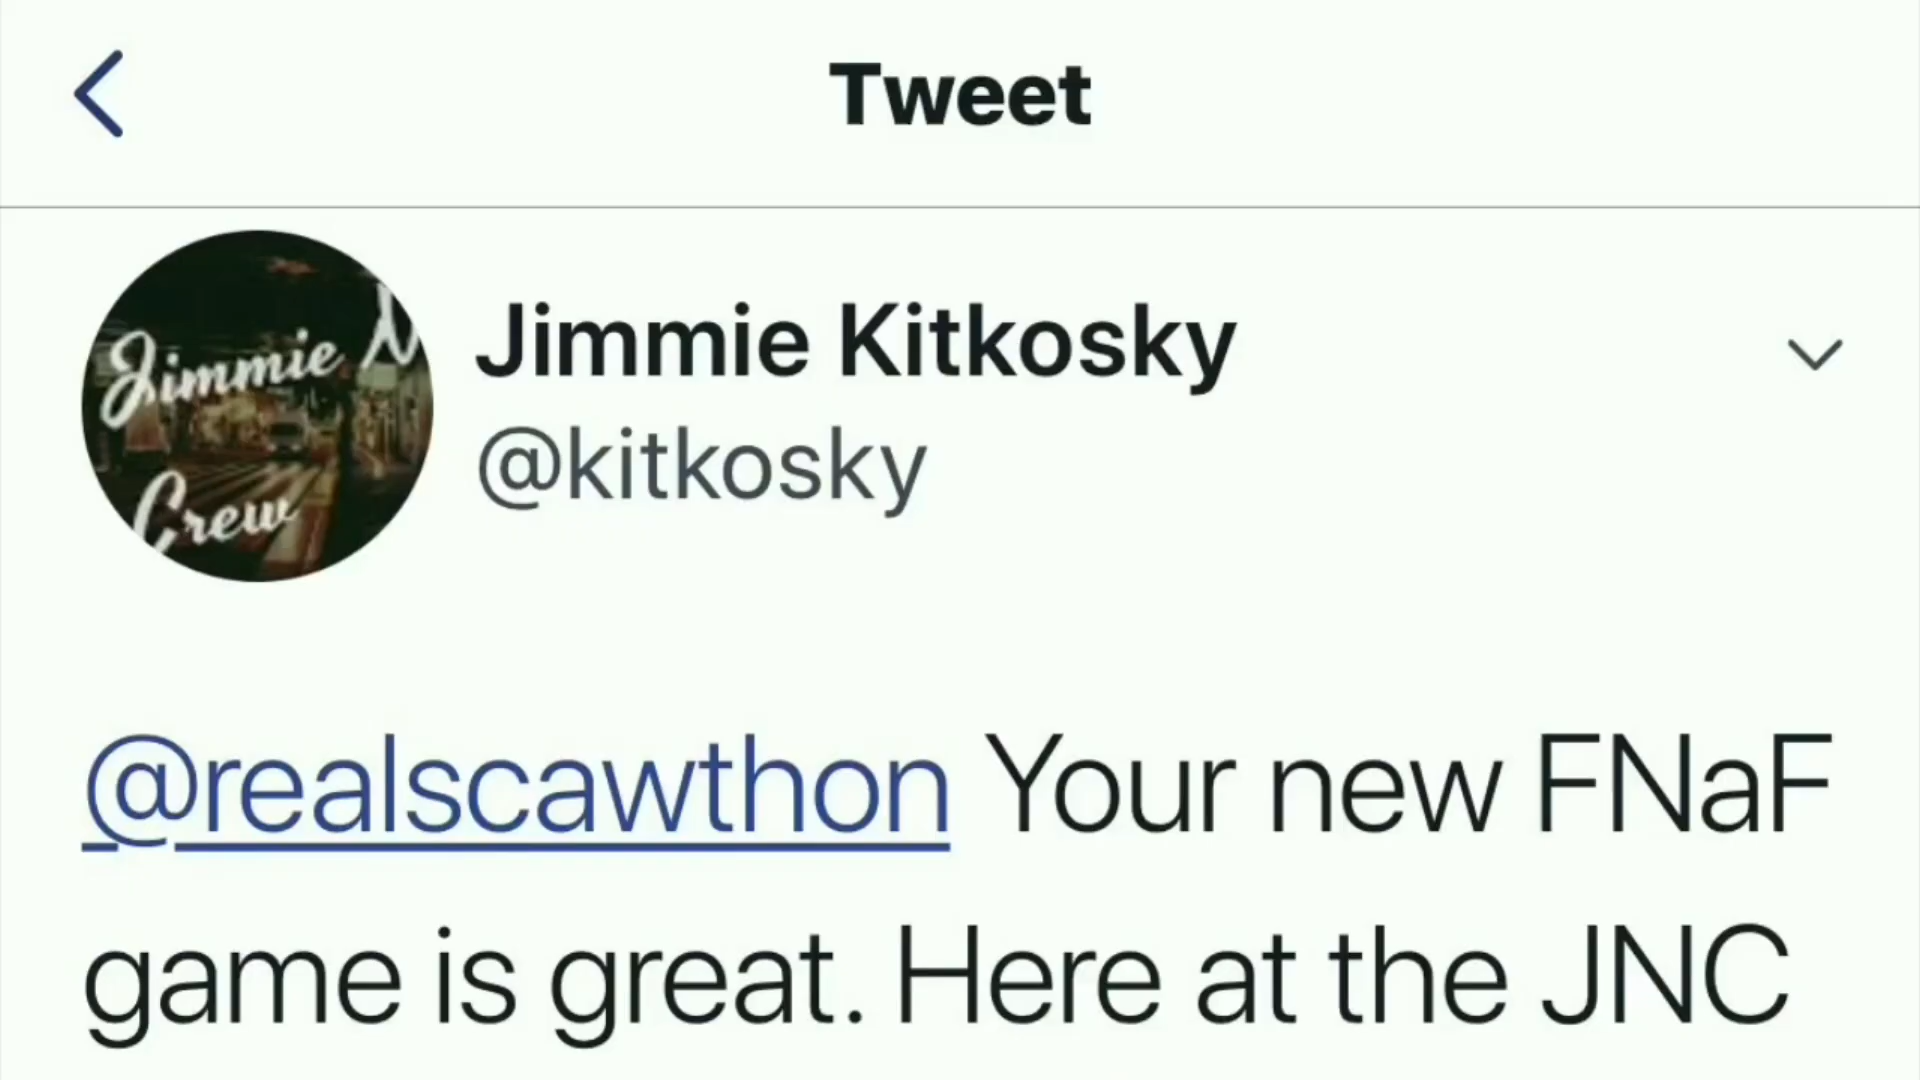 Tweet
Jimmie N
Crew
Jimmie Kitkosky
@kitkosky
@realscawthon Your new FNaF
game is great. Here at the JNC